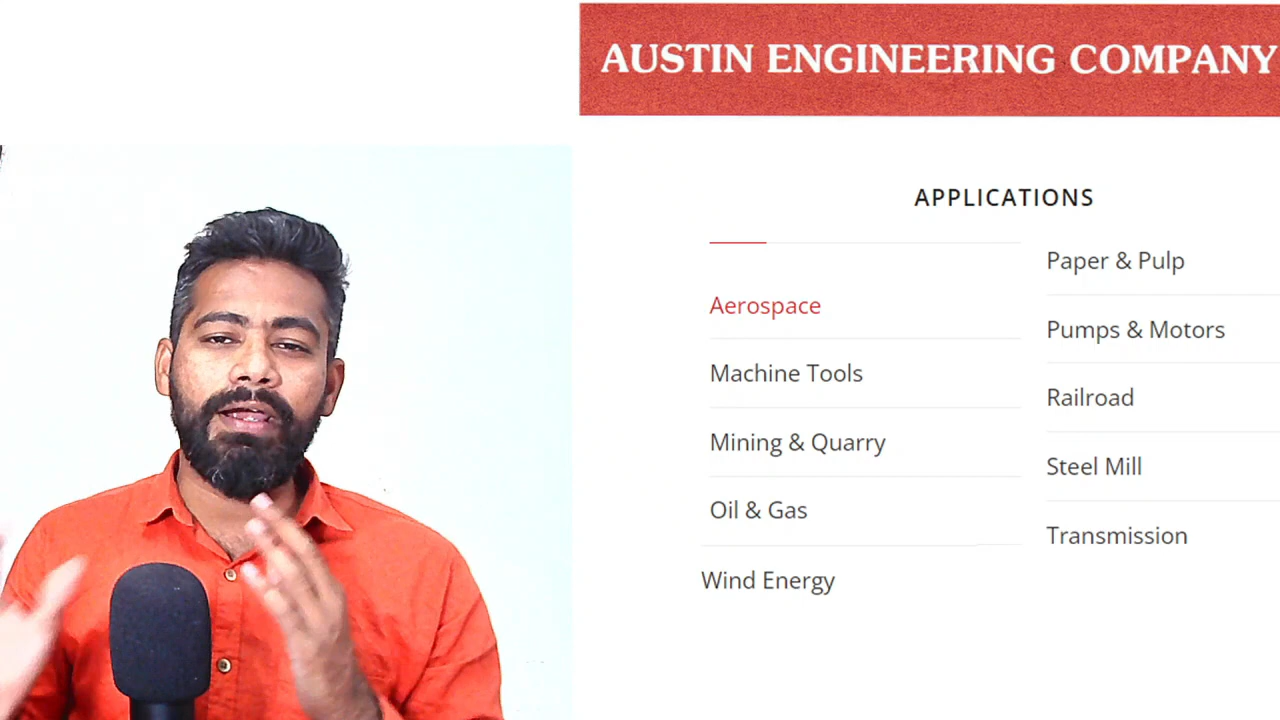 AUSTIN ENGINEERING COMPANY
APPLICATIONS
Aerospace
Machine Tools
Mining & Quarry
Oil & Gas
Wind Energy
Paper & Pulp
Pumps & Motors
Railroad
Steel Mill
Transmission